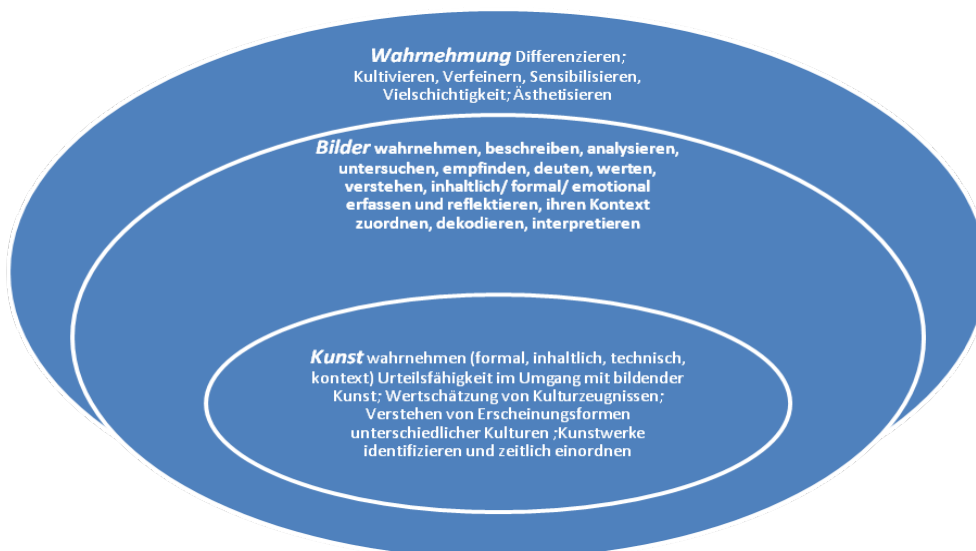 Wahrnehmung Differenzieren;
Kultivieren, Verfeinern, Sensibilisieren,
Vielschichtigkeit; Ästhetisieren
Bilder wahrnehmen, beschreiben, analysieren,
untersuchen, empfinden, deuten, werten,
verstehen, inhaltlich/ formal/ emotional
erfassen und reflektieren, ihren Kontext
zuordnen, dekodieren, interpretieren
Kunst wahrnehmen (formal, inhaltlich, technisch,
kontext) Urteilsfähigkeit im Umgang mit bildender
Kunst; Wertschätzung von Kulturzeugnissen;
Verstehen von Erscheinungsformen
unterschiedlicher Kulturen ;Kunstwerke
identifizieren und zeitlich einordnen